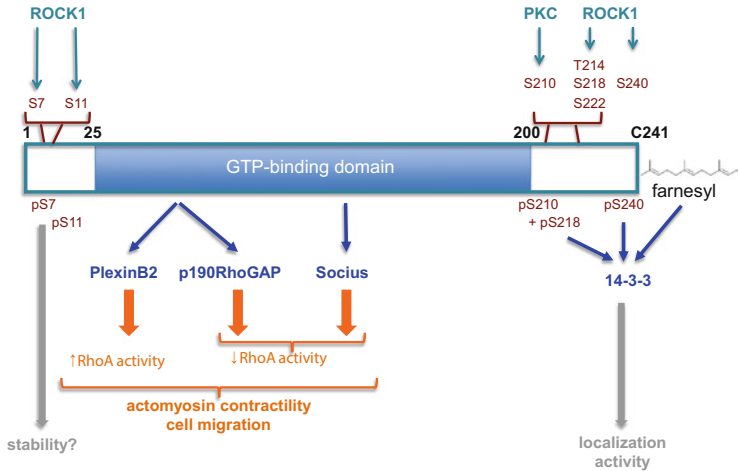 ROCK1 PKC ROCK1
T214
S210 S218 S240
S7 S11 S222
1 25 200 C241
GTP-binding domain
farnesyl
pS7 pS210 pS240
pS11 + pS218
PlexinB2 p190RhoGAP Socius 14-3-3
↑RhoA activity ↓RhoA activity
actomyosin contractility
cell migration
stability? localization
activity